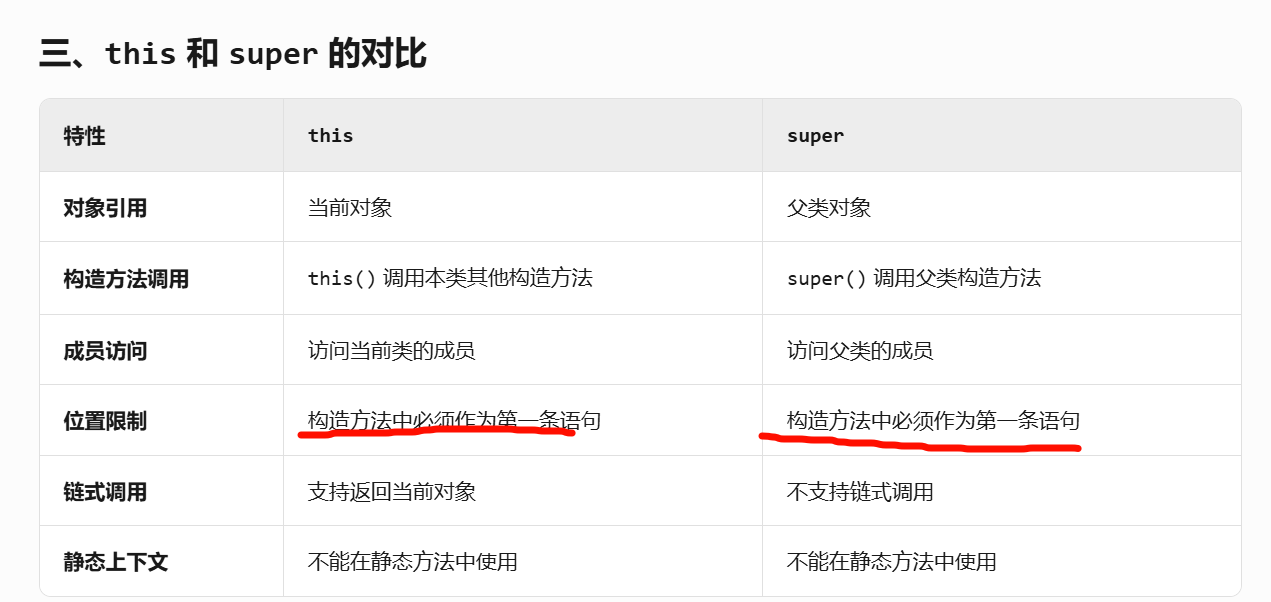 三、this 和 super 的对比
特性 this super
对象引用 当前对象 父类对象
构造方法调用 this() 调用本类其他构造方法 super() 调用父类构造方法
成员访问 访问当前类的成员 访问父类的成员
位置限制 构造方法中必须作为第一条语句 构造方法中必须作为第一条语句
链式调用 支持返回当前对象 不支持链式调用
静态上下文 不能在静态方法中使用 不能在静态方法中使用